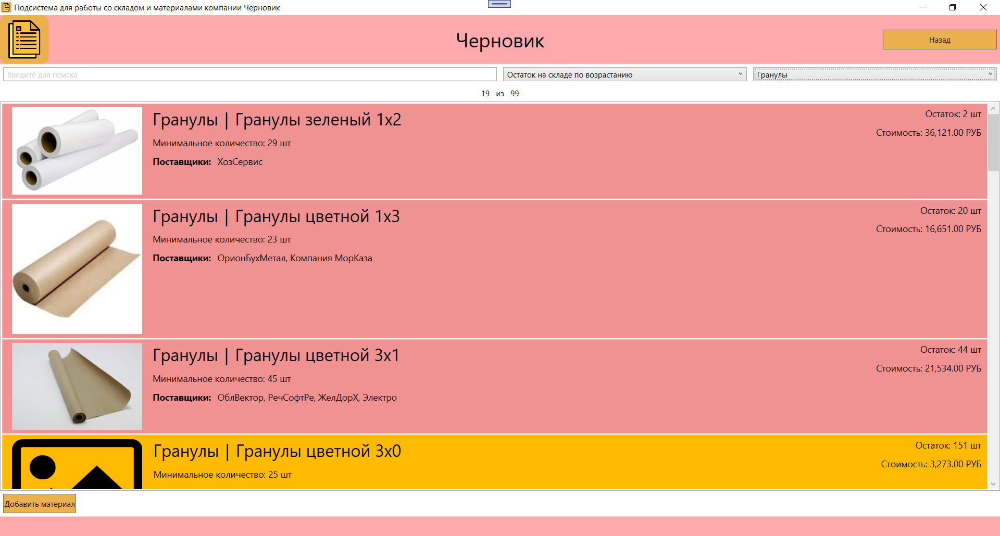 Подсистема для работы со складом и материалами компании Черновик
Черновик
Назад
Введите для поиска
Остаток на складе по возрастанию
Гранулы
19 из 99
Гранулы | Гранулы зеленый 1x2
Остаток: 2 шт
Минимальное количество: 29 шт
Стоимость: 36,121.00 РУБ
Поставщики: ХозСервис
Гранулы | Гранулы цветной 1x3
Остаток: 20 шт
Минимальное количество: 23 шт
Стоимость: 16,651.00 РУБ
Поставщики: ОрионБухМетал, Компания МорКаза
Гранулы | Гранулы цветной 3x1
Остаток: 44 шт
Минимальное количество: 45 шт
Стоимость: 21,534.00 РУБ
Поставщики: ОблВектор, РечСофтРе, ЖелДорХ, Электро
Гранулы | Гранулы цветной 3x0
Остаток: 151 шт
Минимальное количество: 25 шт
Стоимость: 3,273.00 РУБ
Добавить материал